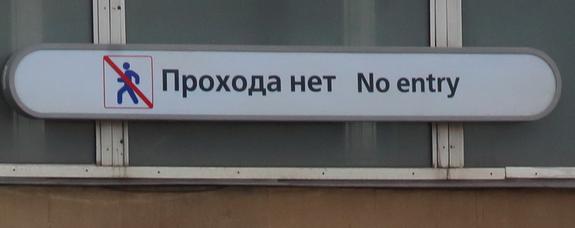 Прохода нет No entry